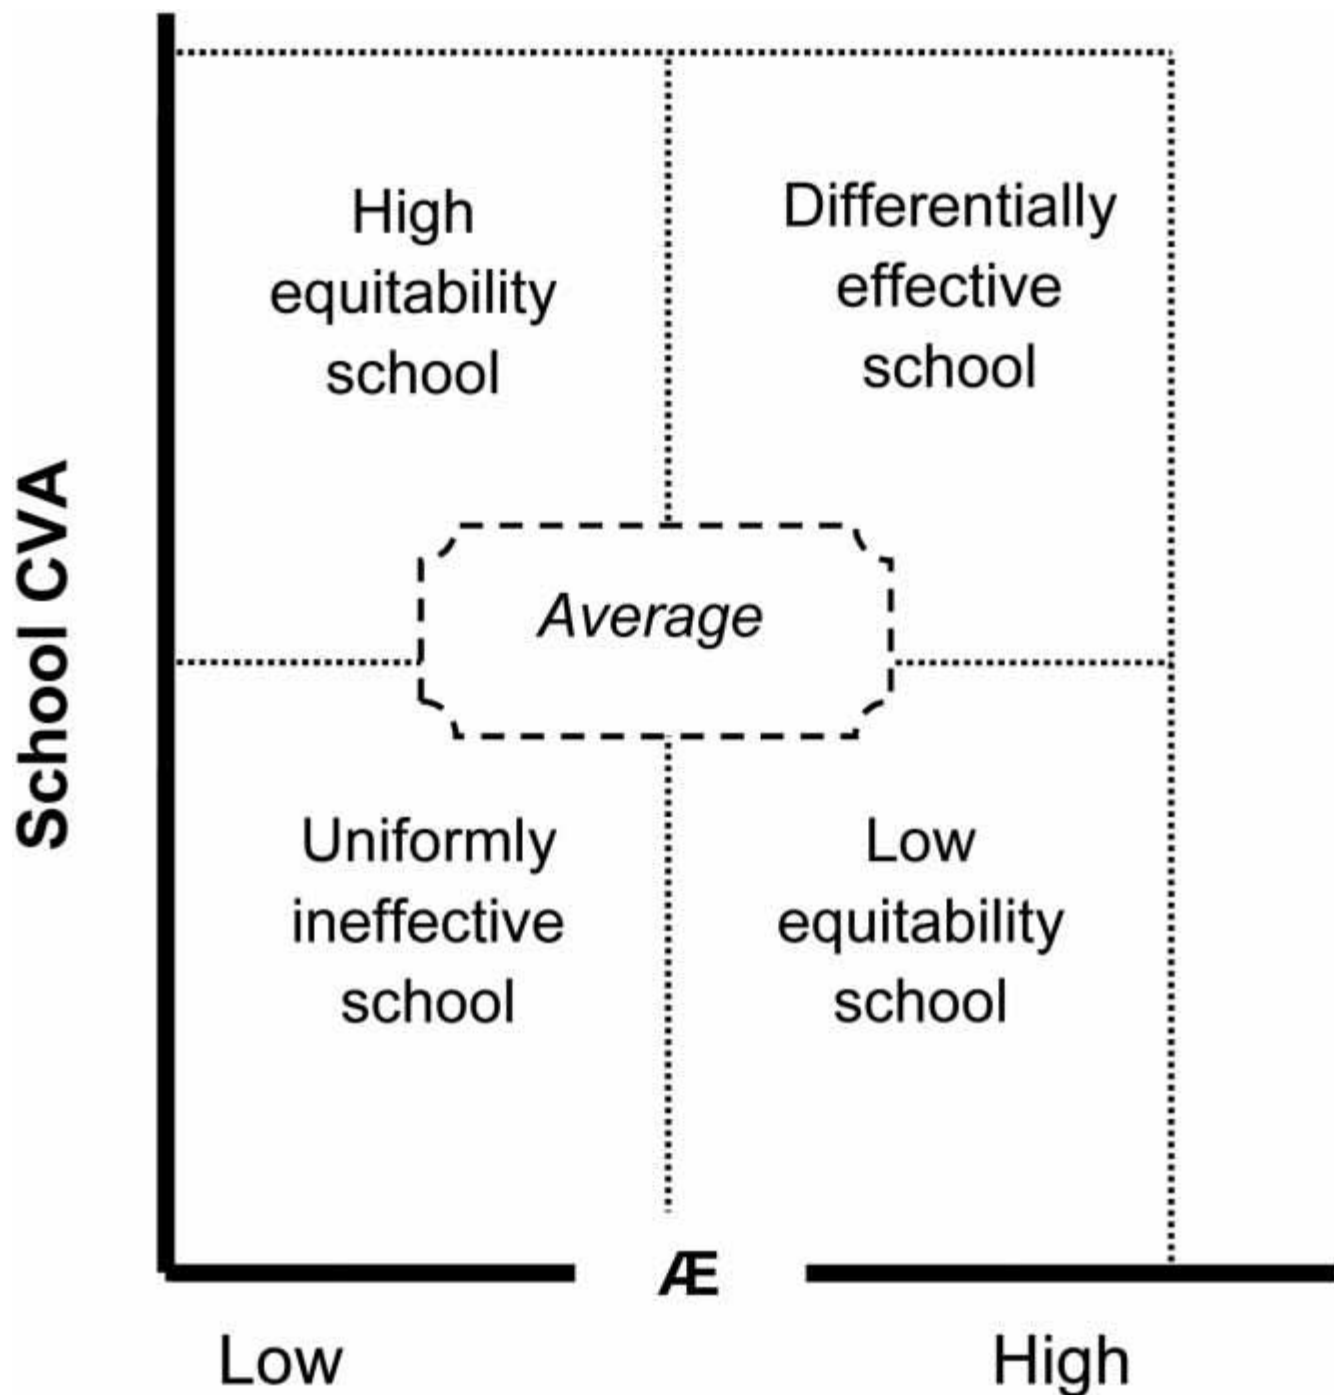 School CVA
High
equitability
school
Differentially
effective
school
Average
Uniformly
ineffective
school
Low
equitability
school
Æ
Low
High